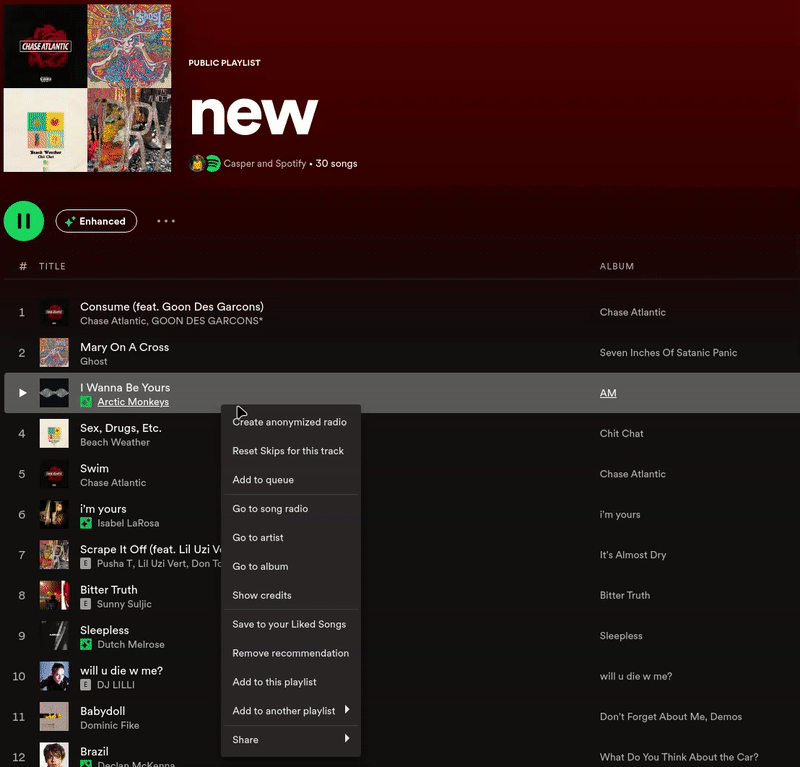 CHASE ATLANTIC
Ghost
Beach Weather
Chit Chat
PUBLIC PLAYLIST
new
Casper and Spotify • 30 songs
Enhanced
# TITLE ALBUM
1 Consume (feat. Goon Des Garcons) Chase Atlantic
Chase Atlantic, GOON DES GARCONS*
2 Mary On A Cross Seven Inches Of Satanic Panic
Ghost
I Wanna Be Yours AM
Arctic Monkeys
4 Sex, Drugs, Etc. Chit Chat
Beach Weather
5 Swim Chase Atlantic
Chase Atlantic
6 i'm yours i'm yours
Isabel LaRosa
7 Scrape It Off (feat. Lil Uzi It's Almost Dry
E Pusha T, Lil Uzi Vert, Don
8 Bitter Truth Bitter Truth
E Sunny Suljic
9 Sleepless Sleepless
Dutch Melrose
10 will u die w me? will u die w me?
E DJ LILLI
11 Babydoll Don't Forget About Me, Demos
Dominic Fike
12 Brazil What Do You Think About the Car?
Declan McKenna
Create anonymized radio
Reset Skips for this track
Add to queue
Go to song radio
Go to artist
Go to album
Show credits
Save to your Liked Songs
Remove recommendation
Add to this playlist
Add to another playlist
Share